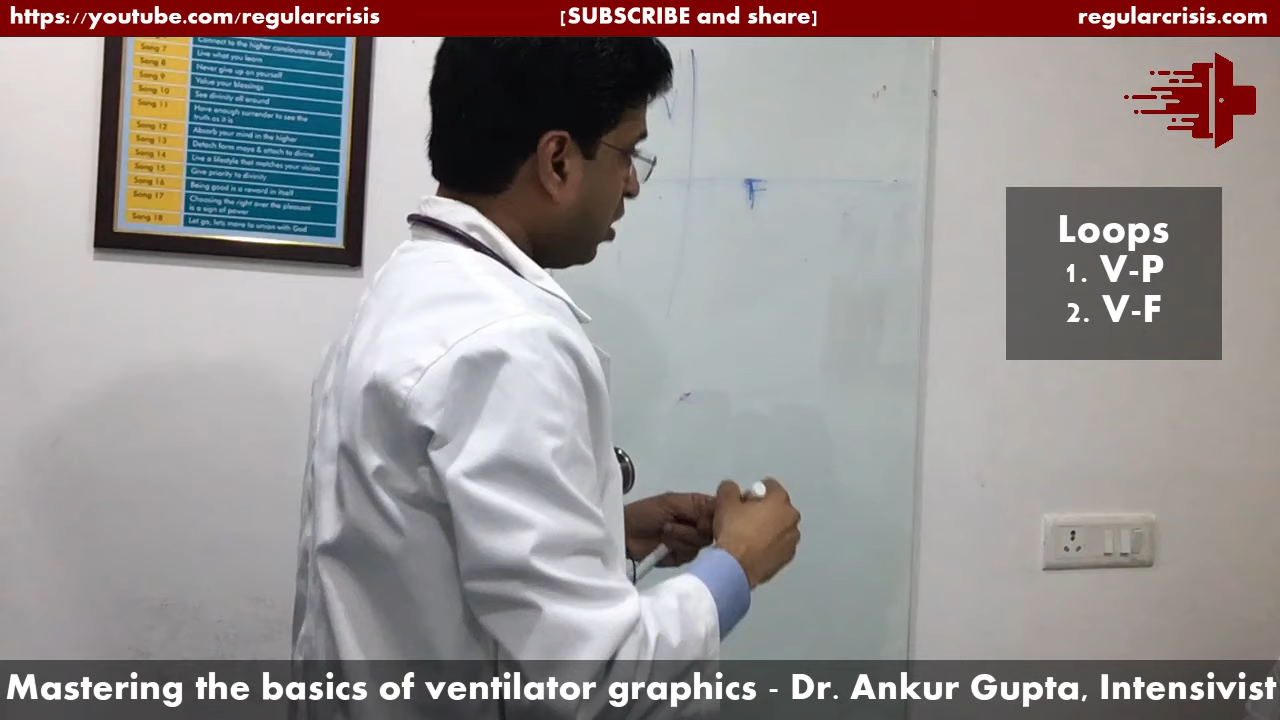 https://youtube.com/regularcrisis
[SUBSCRIBE and share]
regularcrisis.com
Song 7 Connect to the higher consciousness daily
Song 8 Live what you learn
Song 9 Never give up on yourself
Song 10 Value your blessings
Song 11 See divinity all around
Have enough surrender to see the
truth as it is
Song 12 Absorb your mind in the higher
Song 13 Detach form maya & attach to divine
Song 14 Live a lifestyle that matches your vision
Song 15 Give priority to divinity
Song 16 Being good is a reward in itself
Song 17 Choosing the right over the pleasant
is a sign of power
Song 18 Let go, lets move to union with God
V
F
Loops
1. V-P
2. V-F
Mastering the basics of ventilator graphics - Dr. Ankur Gupta, Intensivist